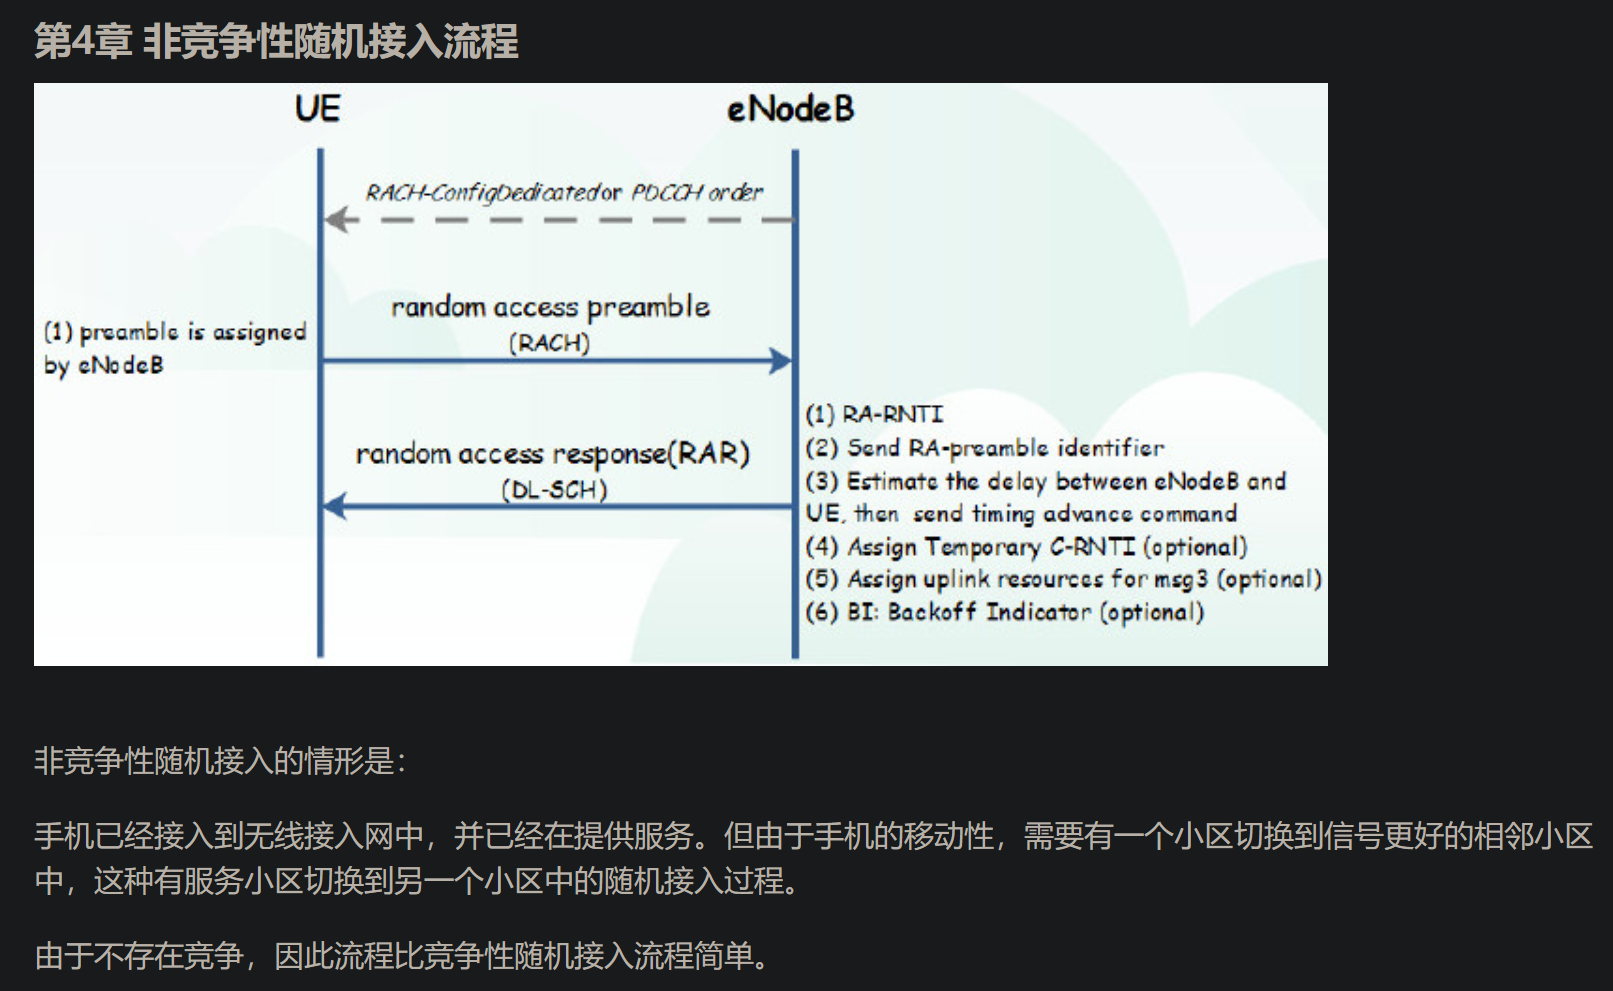 第4章 非竞争性随机接入流程
UE
eNodeB
RACH-ConfigDedicated or PDCCH order
random access preamble
(RACH)
(1) preamble is assigned
by eNodeB
random access response(RAR)
(DL-SCH)
(1) RA-RNTI
(2) Send RA-preamble identifier
(3) Estimate the delay between eNodeB and
UE, then send timing advance command
(4) Assign Temporary C-RNTI (optional)
(5) Assign uplink resources for msg3 (optional)
(6) BI: Backoff Indicator (optional)
非竞争性随机接入的情形是：
手机已经接入到无线接入网中，并已经在提供服务。但由于手机的移动性，需要有一个小区切换到信号更好的相邻小区
中，这种有服务小区切换到另一个小区中的随机接入过程。
由于不存在竞争，因此流程比竞争性随机接入流程简单。